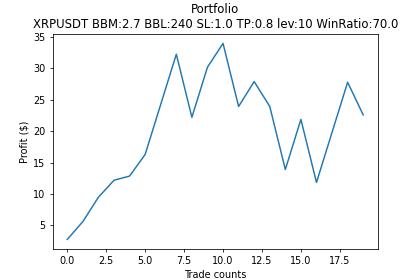 Portfolio
XRPUSDT BBM:2.7 BBL:240 SL:1.0 TP:0.8 lev:10 WinRatio:70.0
Profit ($)
35
30
25
20
15
10
5
0.0 2.5 5.0 7.5 10.0 12.5 15.0 17.5
Trade counts